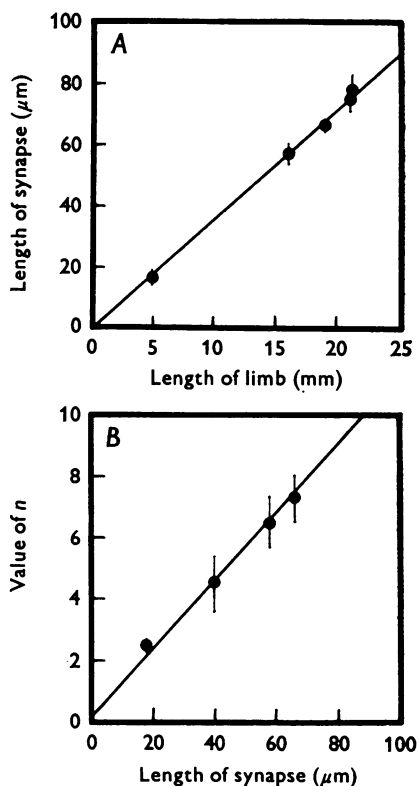 A
Length of synapse (μm)
100
80
60
40
20
0
0 5 10 15 20 25
Length of limb (mm)
B
Value of n
10
8
6
4
2
0
0 20 40 60 80 100
Length of synapse (μm)